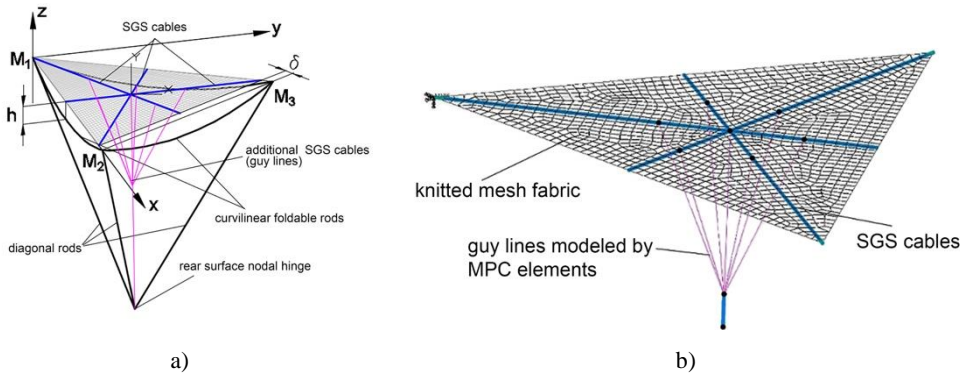 z
SGS cables
y
M1
Y
X
δ
M3
h
M2
additional SGS cables
(guy lines)
x
curvilinear foldable rods
diagonal rods
rear surface nodal hinge
a)
knitted mesh fabric
SGS cables
guy lines modeled by
MPC elements
b)